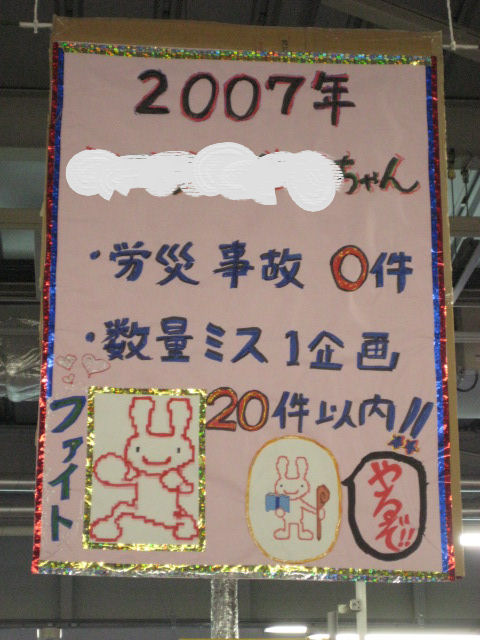 2007年
ちゃん
・労災事故 0件
・数量ミス1企画
20件以内!!
ファイト
やるぞ!!